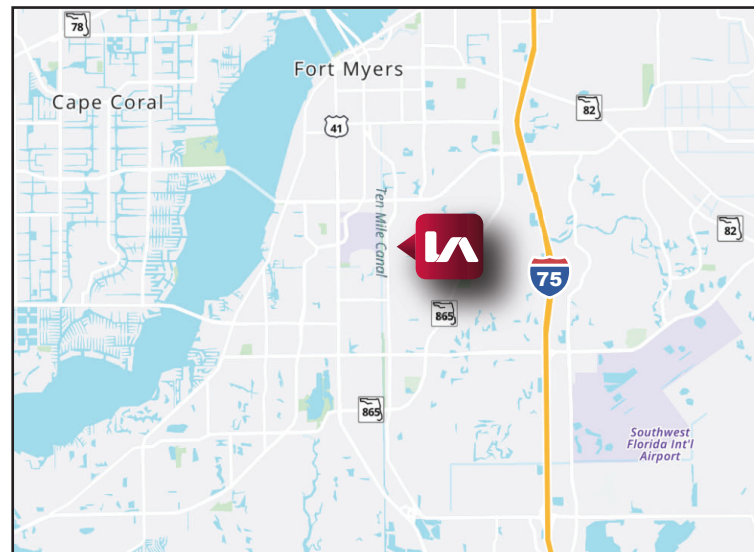 78
Fort Myers
Cape Coral
82
41
Ten Mile Canal
82
LA
75
865
865
Southwest
Florida Int'l
Airport